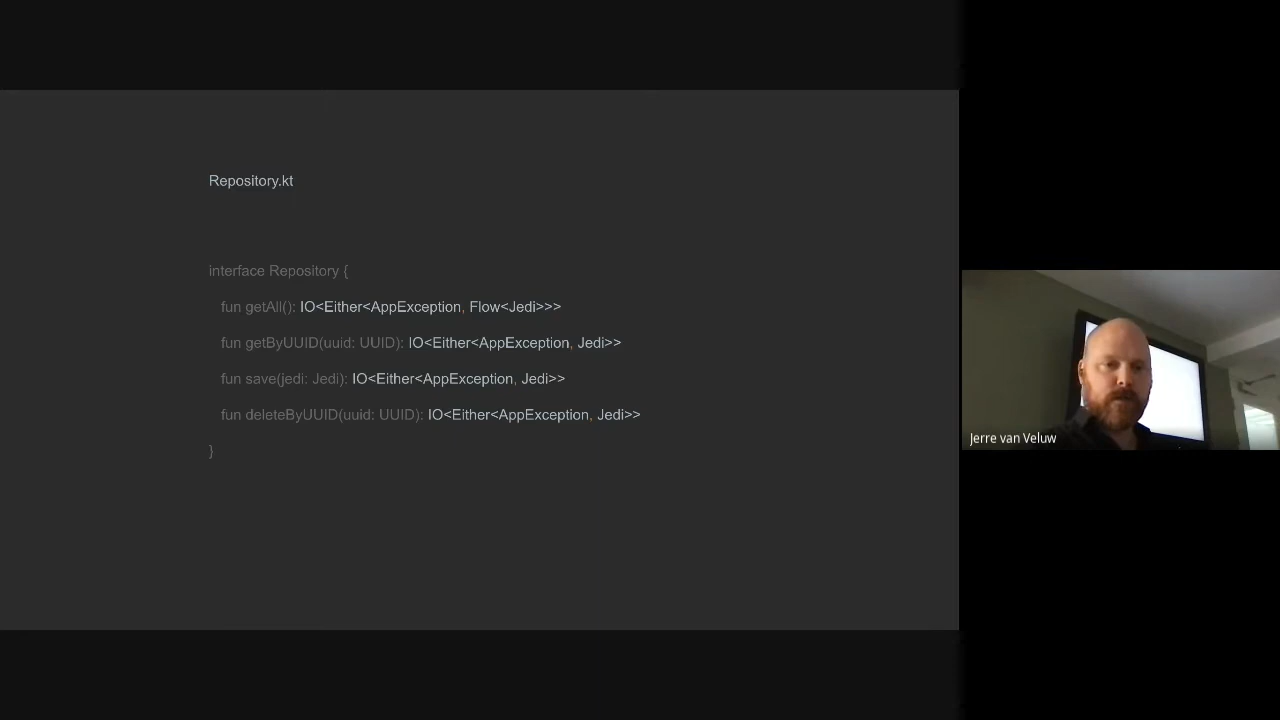 Repository.kt
interface Repository {
fun getAll(): IO<Either<AppException, Flow<Jedi>>>
fun getByUUID(uuid: UUID): IO<Either<AppException, Jedi>>
fun save(jedi: Jedi): IO<Either<AppException, Jedi>>
fun deleteByUUID(uuid: UUID): IO<Either<AppException, Jedi>>
}
Jerre van Veluw